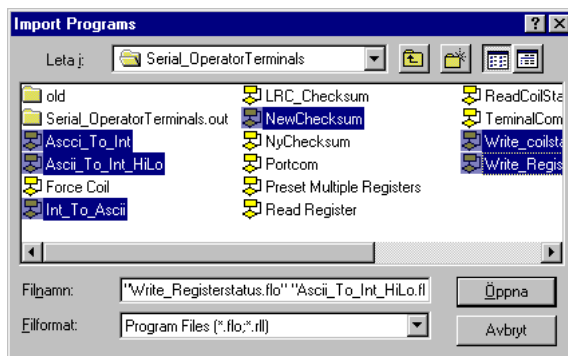 Import Programs
Leta i: Serial_OperatorTerminals
old
Serial_OperatorTerminals.out
Ascci_To_Int
Ascii_To_Int_HiLo
Force Coil
Int_To_Ascii
LRC_Checksum
NewChecksum
NyChecksum
Portcom
Preset Multiple Registers
Read Register
ReadCoilSta
TeminalCom
Write_coilsta
Write_Regis
Filnamn: "Write_Registerstatus.flo" "Ascii_To_Int_HiLo.fl
Öppna
Filformat: Program Files (*.flo;*.rll)
Avbryt